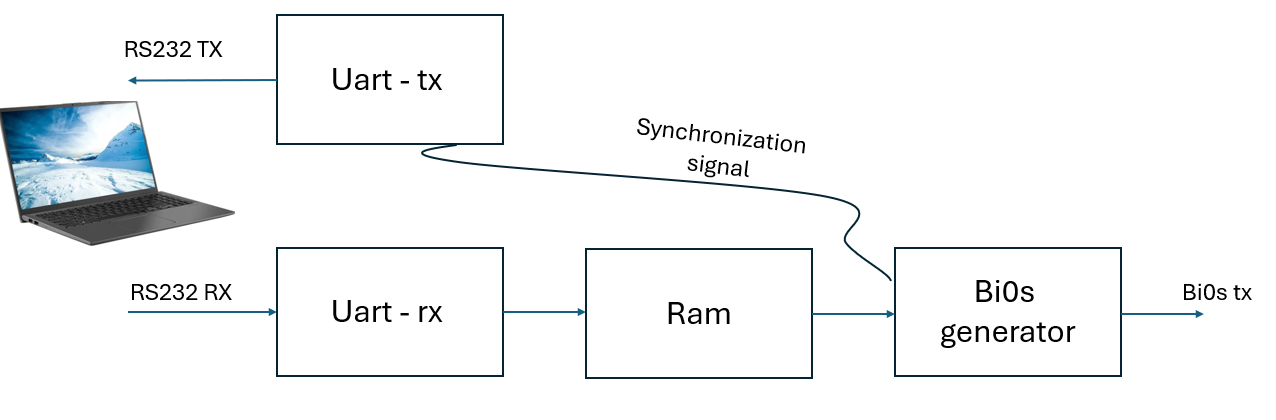 RS232 TX
Uart - tx
Synchronization
signal
RS232 RX
Uart - rx
Ram
Bi0s
generator
Bi0s tx